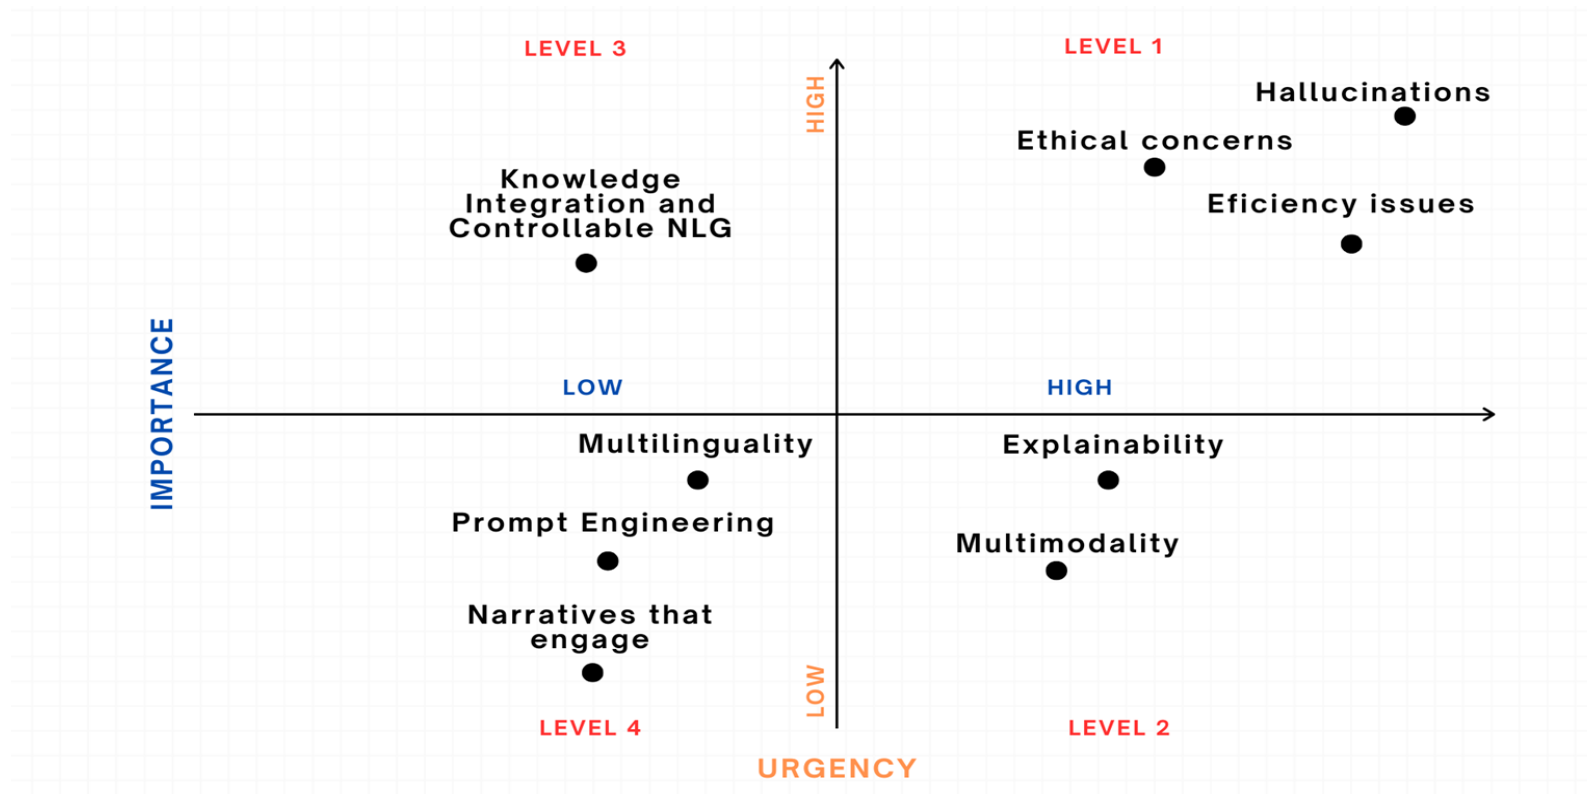 LEVEL 3
LEVEL 1
HIGH
Hallucinations
Ethical concerns
Knowledge
Integration and
Controllable NLG
Eficiency issues
IMPORTANCE
LOW
HIGH
Multilinguality
Explainability
Prompt Engineering
Multimodality
Narratives that
engage
LOW
LEVEL 4
LEVEL 2
URGENCY